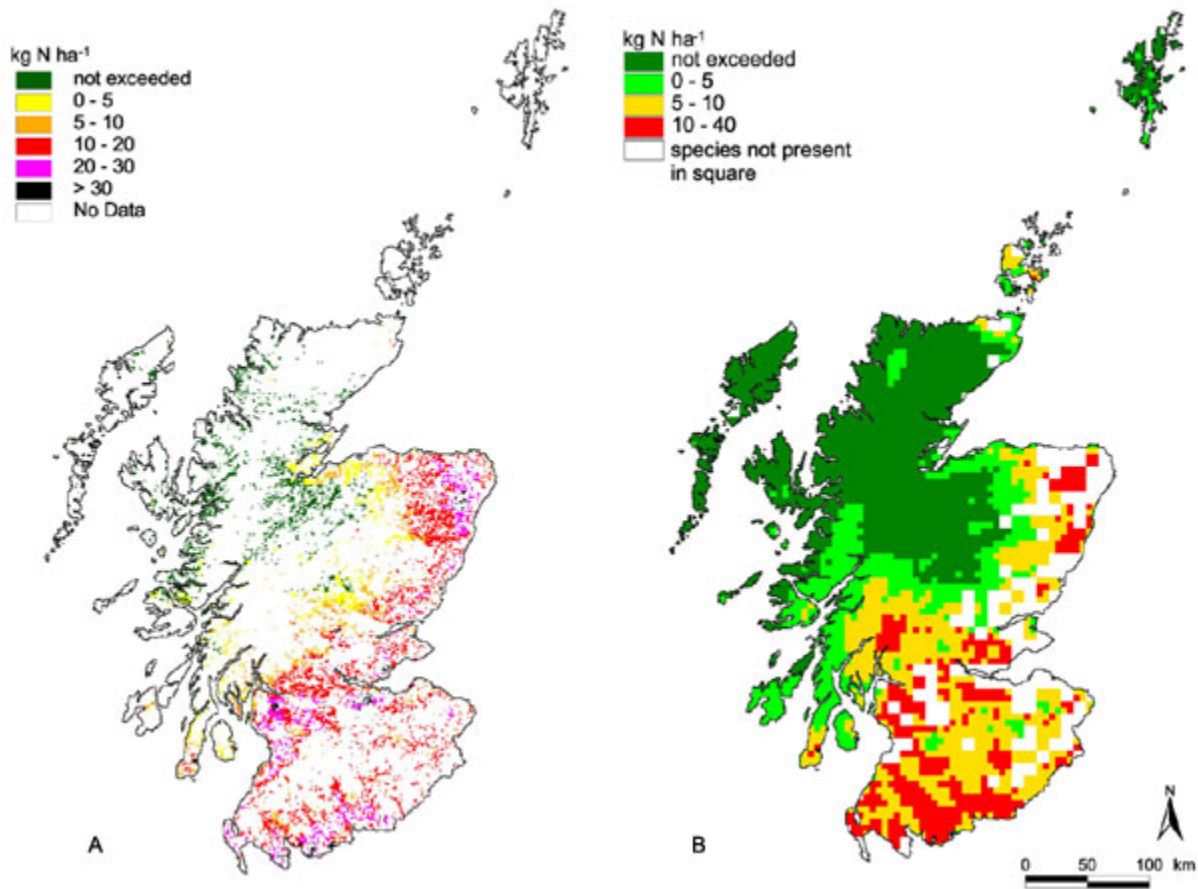 kg N ha-1
not exceeded
0 - 5
5 - 10
10 - 20
20 - 30
> 30
No Data
A
kg N ha-1
not exceeded
0 - 5
5 - 10
10 - 40
species not present
in square
B
N
0 50 100 km